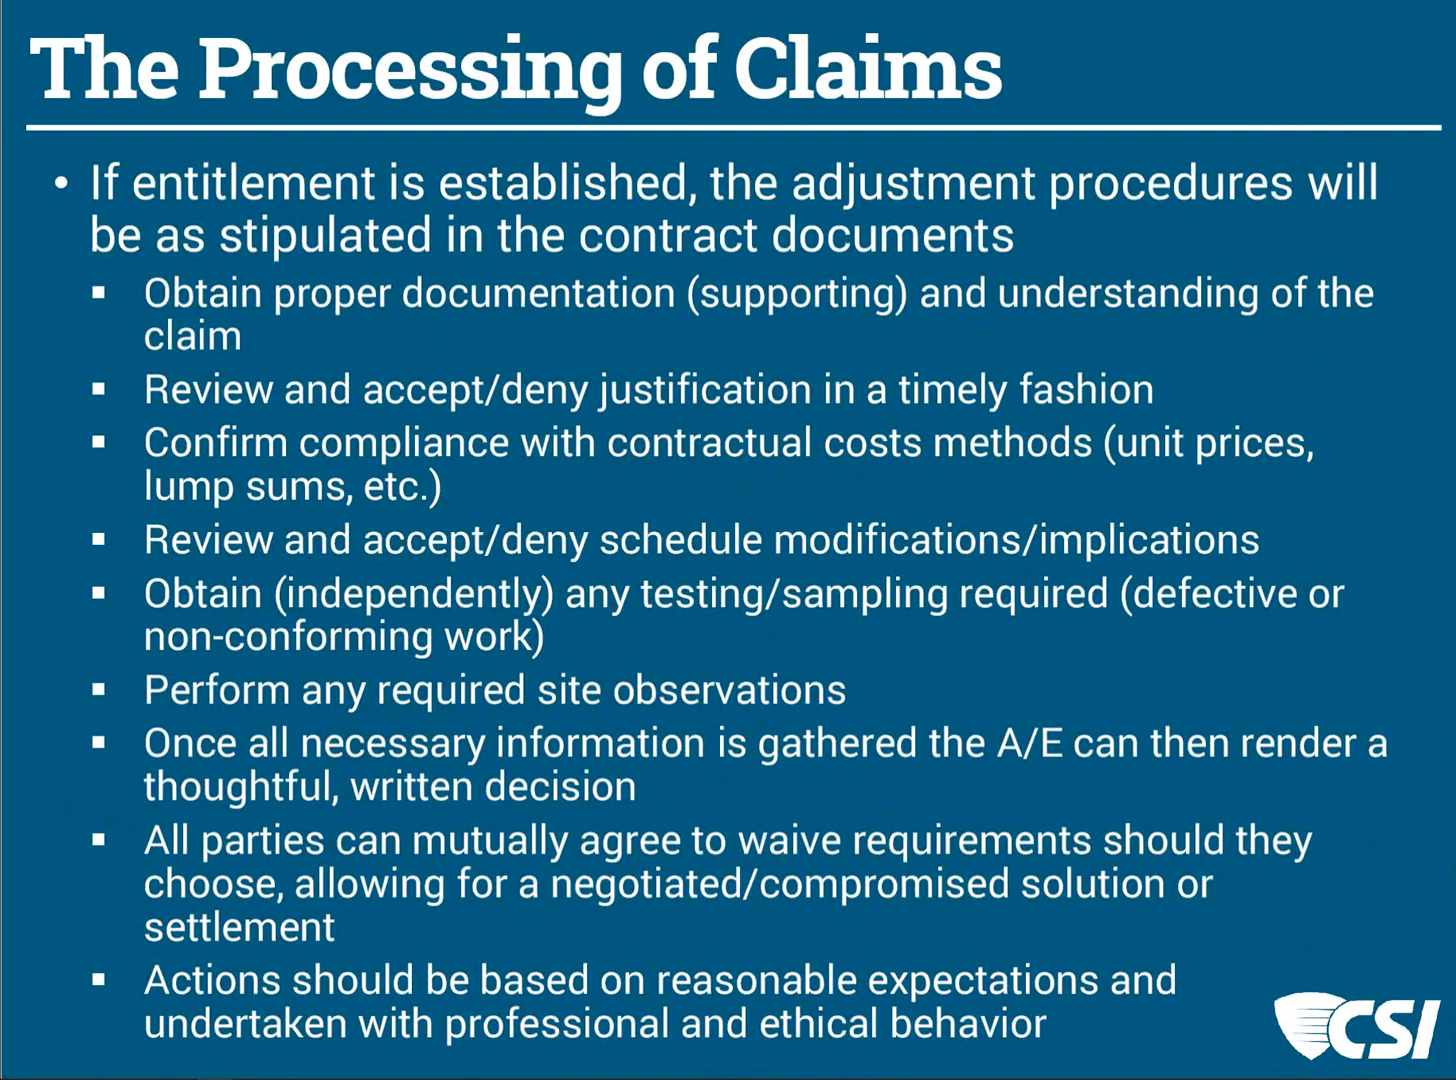 The Processing of Claims
• If entitlement is established, the adjustment procedures will
be as stipulated in the contract documents
▪ Obtain proper documentation (supporting) and understanding of the
claim
▪ Review and accept/deny justification in a timely fashion
▪ Confirm compliance with contractual costs methods (unit prices,
lump sums, etc.)
▪ Review and accept/deny schedule modifications/implications
▪ Obtain (independently) any testing/sampling required (defective or
non-conforming work)
▪ Perform any required site observations
▪ Once all necessary information is gathered the A/E can then render a
thoughtful, written decision
▪ All parties can mutually agree to waive requirements should they
choose, allowing for a negotiated/compromised solution or
settlement
▪ Actions should be based on reasonable expectations and
undertaken with professional and ethical behavior
CSI